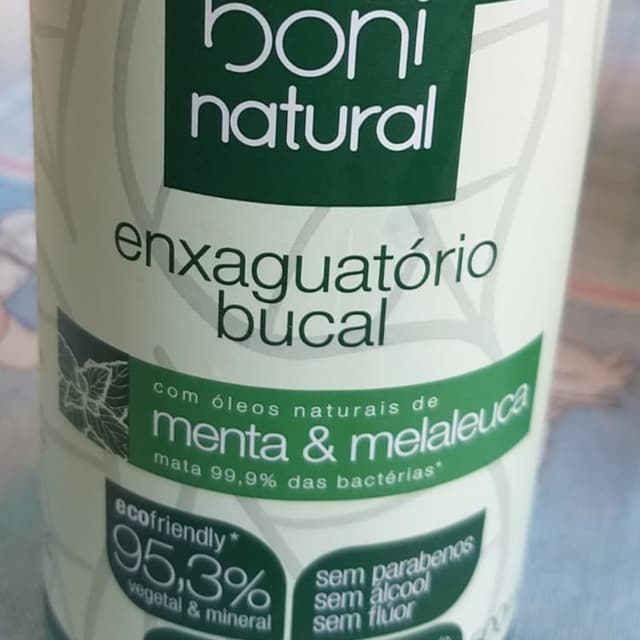 boni
natural
enxaguatório
bucal
com óleos naturais de
menta & melaleuca
mata 99,9% das bactérias*
ecofriendly*
95,3%
vegetal & mineral
sem parabenos
sem álcool
sem flúor